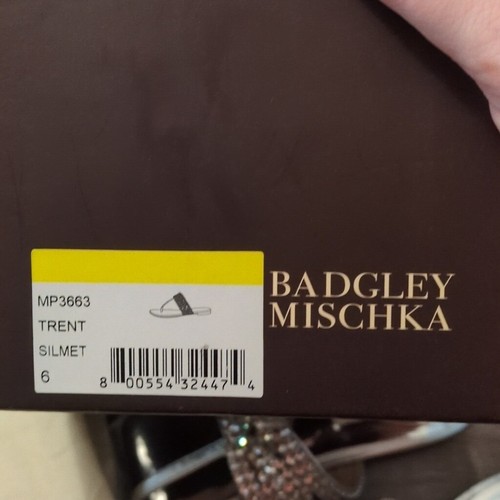 MP3663
TRENT
SILMET
6
8 00554 32447 4
BADGLEY
MISCHKA